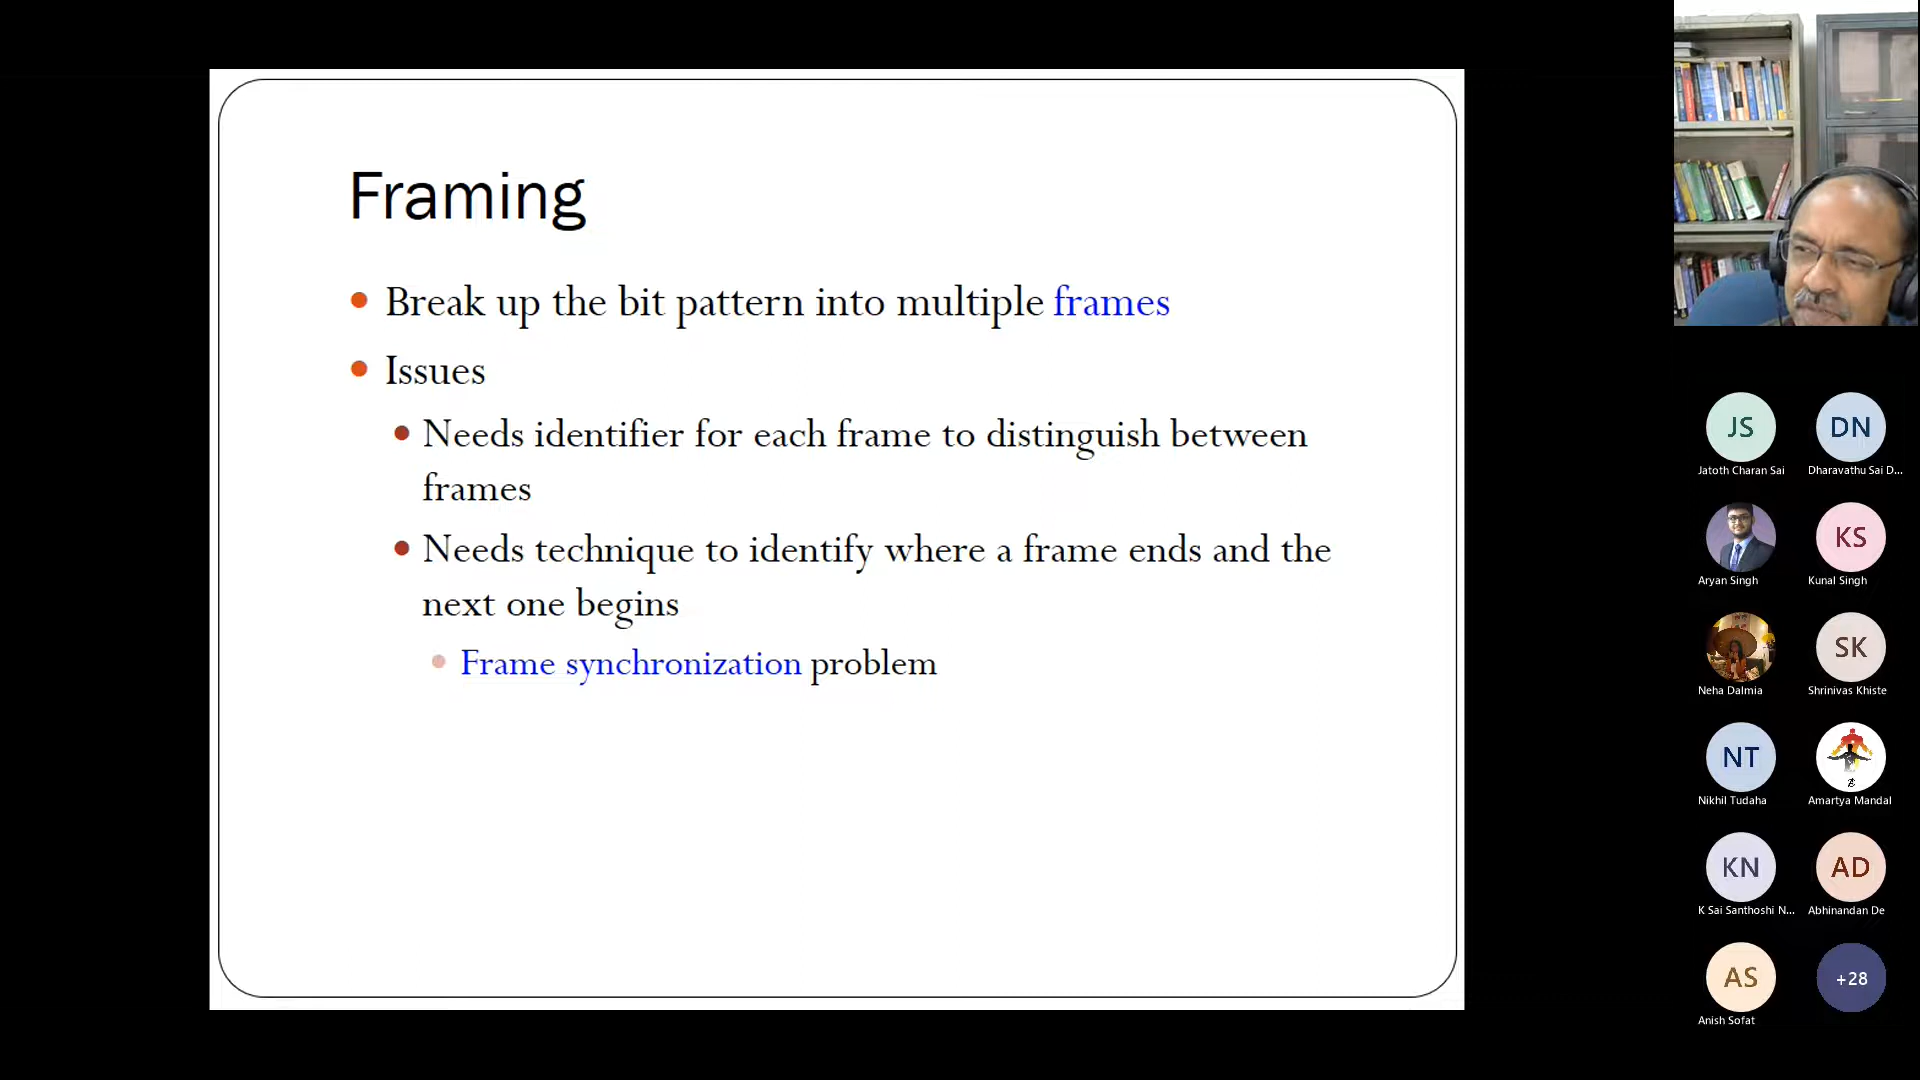 Framing
Break up the bit pattern into multiple frames
Issues
Needs identifier for each frame to distinguish between
frames
Needs technique to identify where a frame ends and the
next one begins
Frame synchronization problem
JS
Jatoth Charan Sai
DN
Dharavathu Sai D...
Aryan Singh
KS
Kunal Singh
Neha Dalmia
SK
Shrinivas Khiste
NT
Nikhil Tudaha
Amartya Mandal
KN
K Sai Santhoshi N...
AD
Abhinandan De
AS
Anish Sofat
+28